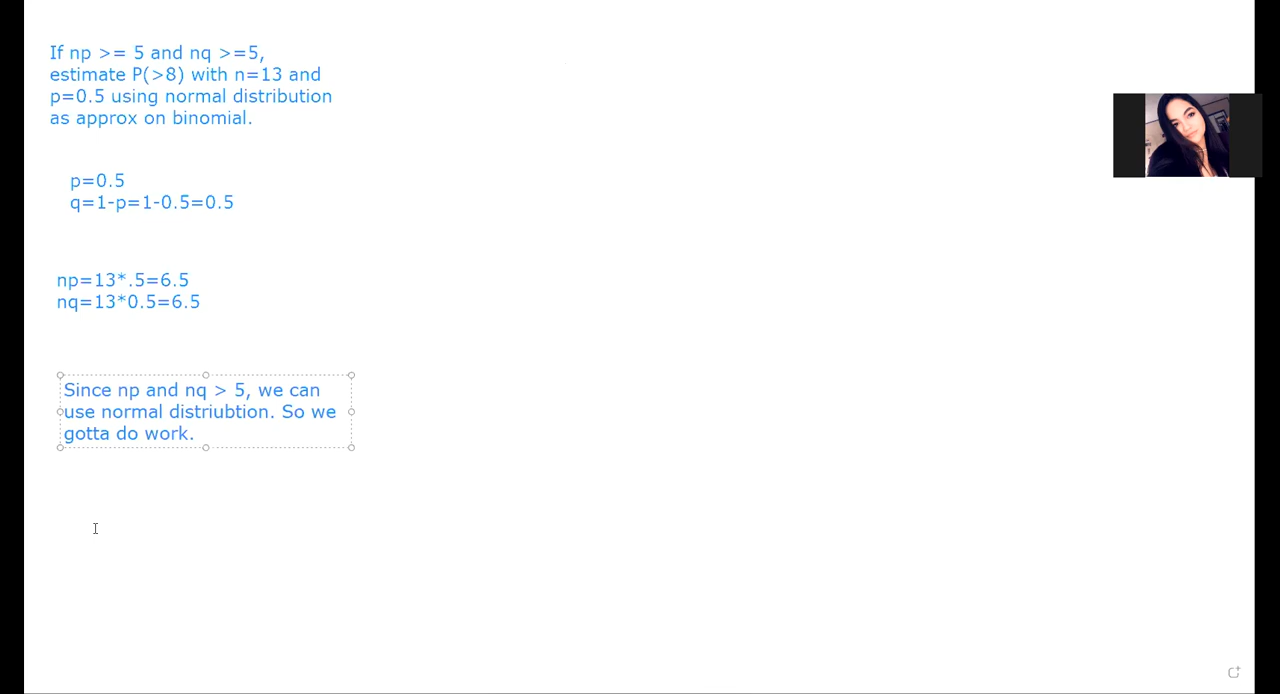 If np >= 5 and nq >=5,
estimate P(>8) with n=13 and
p=0.5 using normal distribution
as approx on binomial.
p=0.5
q=1-p=1-0.5=0.5
np=13*.5=6.5
nq=13*0.5=6.5
Since np and nq > 5, we can
use normal distriubtion. So we
gotta do work.